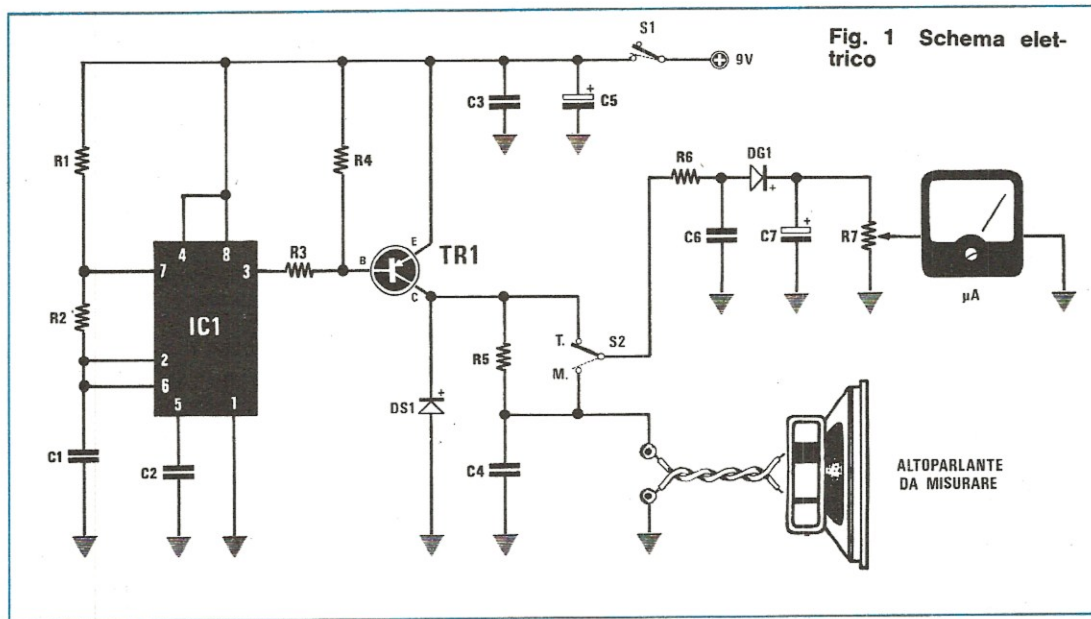 Fig. 1 Schema elet-
trico
S1
9V
C3
C5
R1
R4
R6
DG1
C6
C7
R7
µA
4
8
7
3
R3
B
E
C
TR1
R2
IC1
2
6
5
1
T.
S2
M.
R5
DS1
C1
C2
C4
ALTOPARLANTE
DA MISURARE
+
+
+
+
+